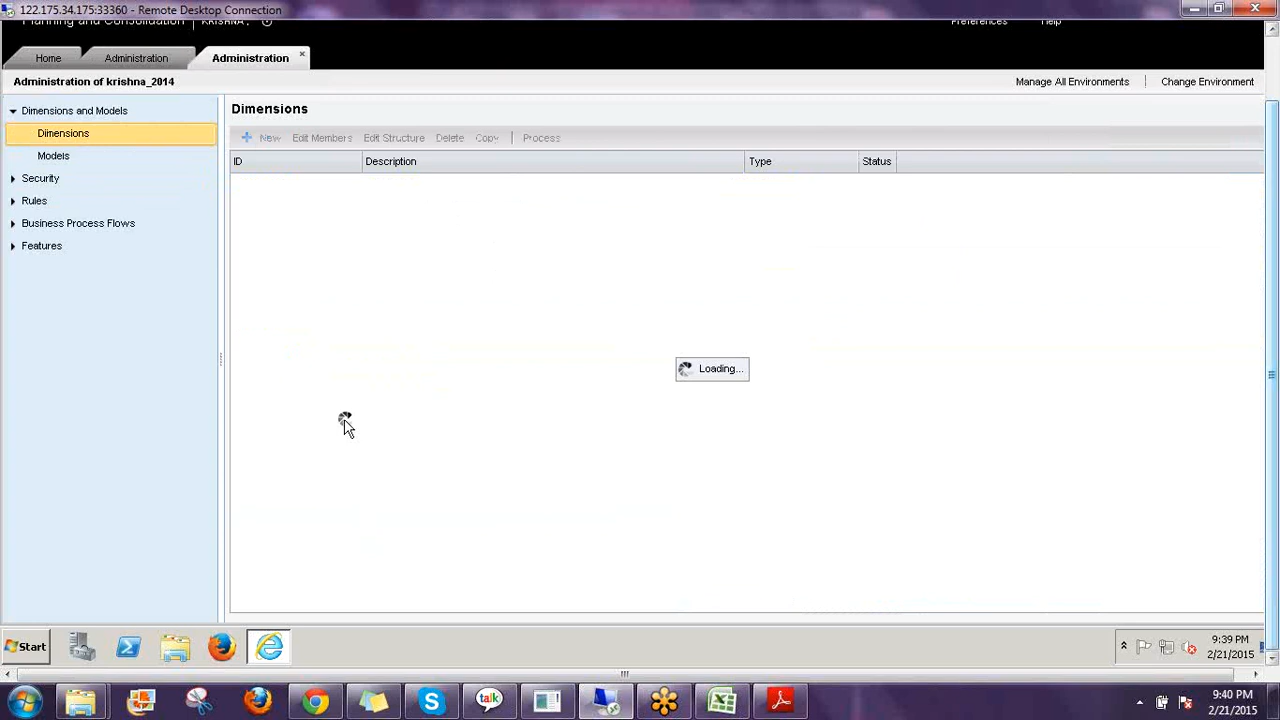 122.175.34.175:33360 - Remote Desktop Connection
Planning and Consolidation
KRISHNA.
Preferences
Help
Home
Administration
Administration
Administration of krishna_2014
Manage All Environments
Change Environment
Dimensions and Models
Dimensions
Models
Security
Rules
Business Process Flows
Features
Dimensions
New
Edit Members
Edit Structure
Delete
Copy
Process
ID
Description
Type
Status
Loading...
Start
9:39 PM
2/21/2015
talk
9:40 PM
2/21/2015